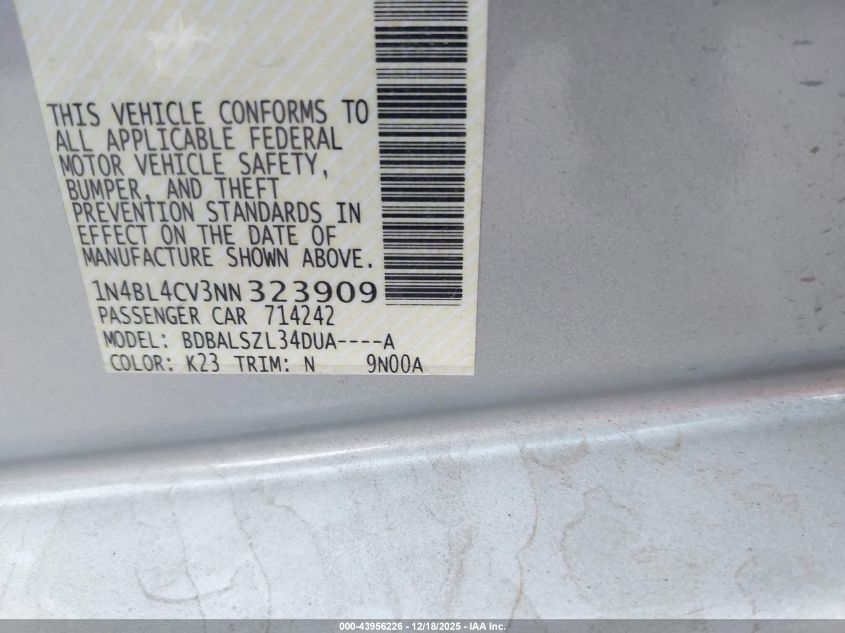 THIS VEHICLE CONFORMS TO
ALL APPLICABLE FEDERAL
MOTOR VEHICLE SAFETY,
BUMPER, AND THEFT
PREVENTION STANDARDS IN
EFFECT ON THE DATE OF
MANUFACTURE SHOWN ABOVE.
1N4BL4CV3NN323909
PASSENGER CAR 714242
MODEL: BDBALSZL34DUA----A
COLOR: K23 TRIM: N 9N00A
000-43956226 - 12/18/2025 - IAA Inc.